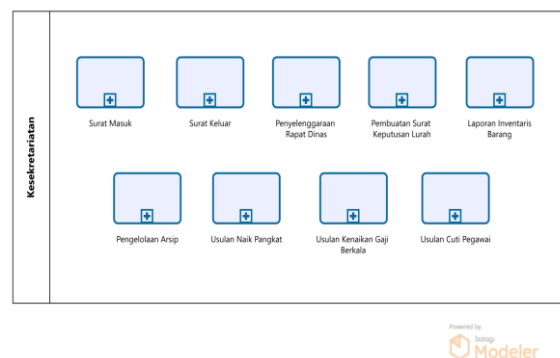 Kesekretariatan
Surat Masuk
Surat Keluar
Penyelenggaraan
Rapat Dinas
Pembuatan Surat
Keputusan Lurah
Laporan Inventaris
Barang
Pengelolaan Arsip
Usulan Naik Pangkat
Usulan Kenaikan Gaji
Berkala
Usulan Cuti Pegawai
Powered by
bizagi
Modeler